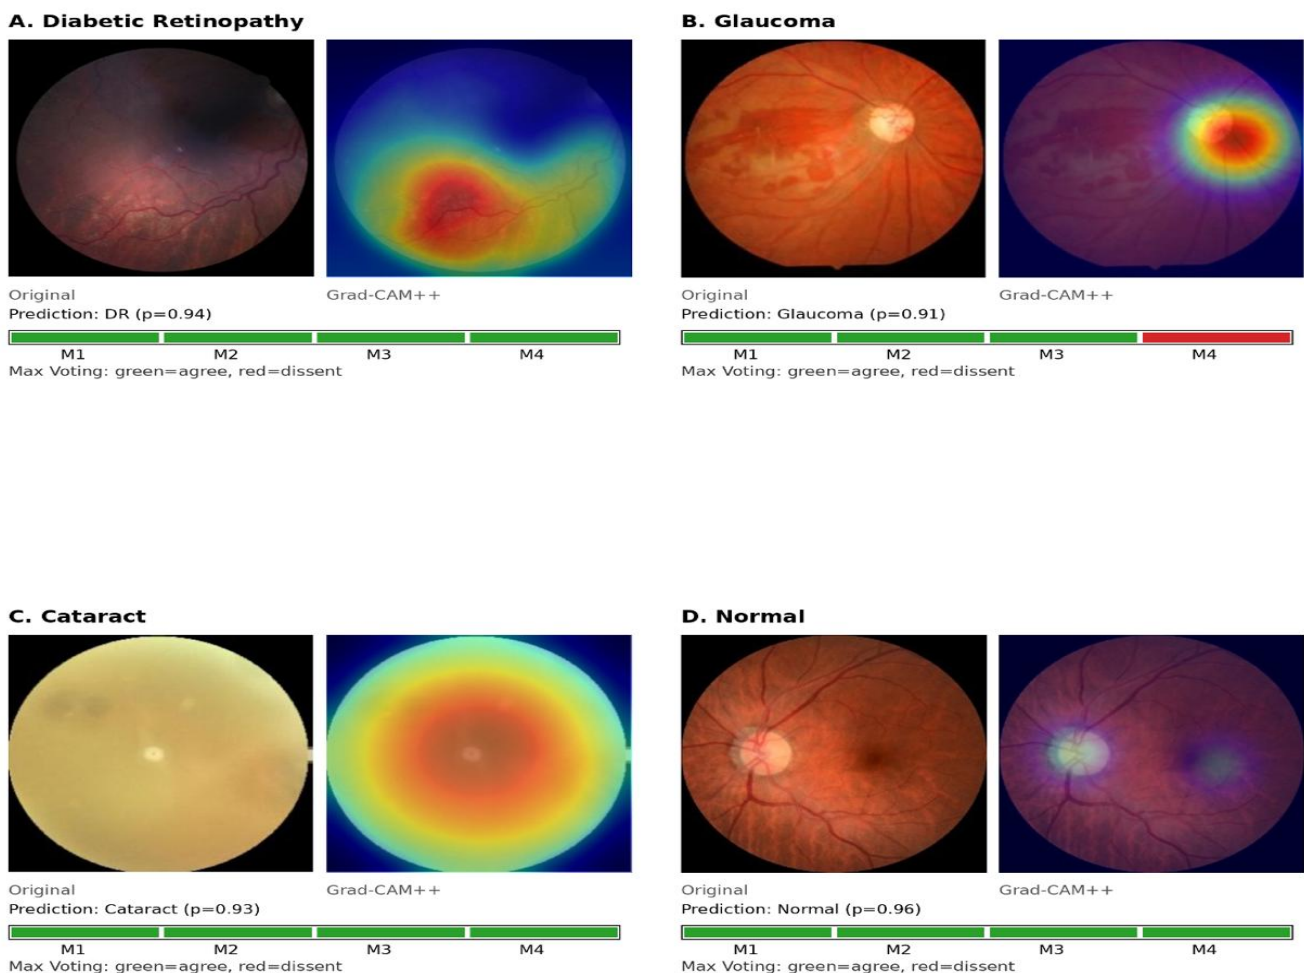 A. Diabetic Retinopathy
Original
Grad-CAM++
Prediction: DR (p=0.94)
M1 M2 M3 M4
Max Voting: green=agree, red=dissent
B. Glaucoma
Original
Grad-CAM++
Prediction: Glaucoma (p=0.91)
M1 M2 M3 M4
Max Voting: green=agree, red=dissent
C. Cataract
Original
Grad-CAM++
Prediction: Cataract (p=0.93)
M1 M2 M3 M4
Max Voting: green=agree, red=dissent
D. Normal
Original
Grad-CAM++
Prediction: Normal (p=0.96)
M1 M2 M3 M4
Max Voting: green=agree, red=dissent